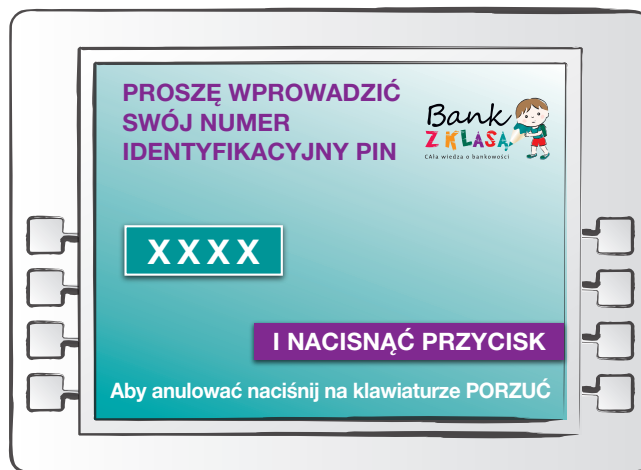 PROSZĘ WPROWADZIĆ
SWÓJ NUMER
IDENTYFIKACYJNY PIN
Bank
Z KLASĄ
CAła wiedza o bankowości
XXXX
I NACISNĄĆ PRZYCISK
Aby anulować naciśnij na klawiaturze PORZUĆ